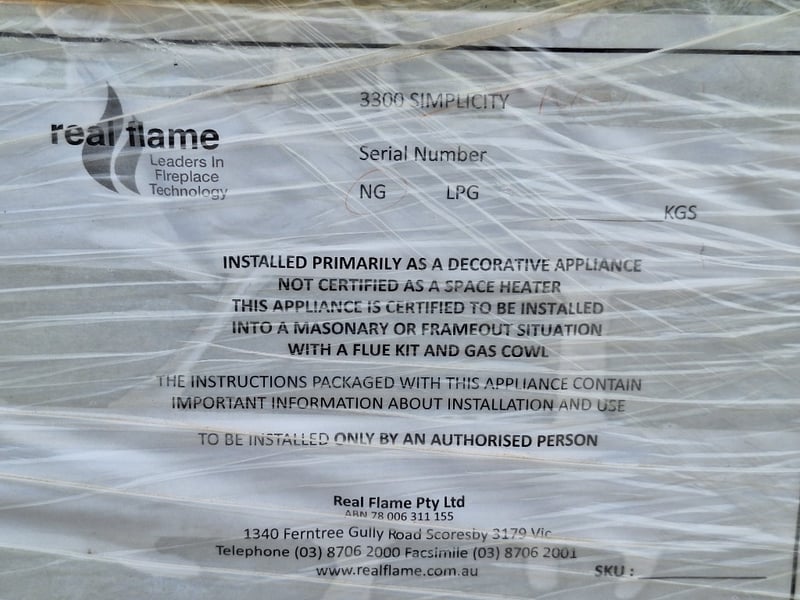 real flame
Leaders In
Fireplace
Technology
3300 SIMPLICITY
Serial Number
NG LPG
KGS
INSTALLED PRIMARILY AS A DECORATIVE APPLIANCE
NOT CERTIFIED AS A SPACE HEATER
THIS APPLIANCE IS CERTIFIED TO BE INSTALLED
INTO A MASONARY OR FRAMEOUT SITUATION
WITH A FLUE KIT AND GAS COWL
THE INSTRUCTIONS PACKAGED WITH THIS APPLIANCE CONTAIN
IMPORTANT INFORMATION ABOUT INSTALLATION AND USE
TO BE INSTALLED ONLY BY AN AUTHORISED PERSON
Real Flame Pty Ltd
ABN 78 006 311 155
1340 Ferntree Gully Road Scoresby 3179 Vic
Telephone (03) 8706 2000 Facsimile (03) 8706 2001
www.realflame.com.au
SKU :